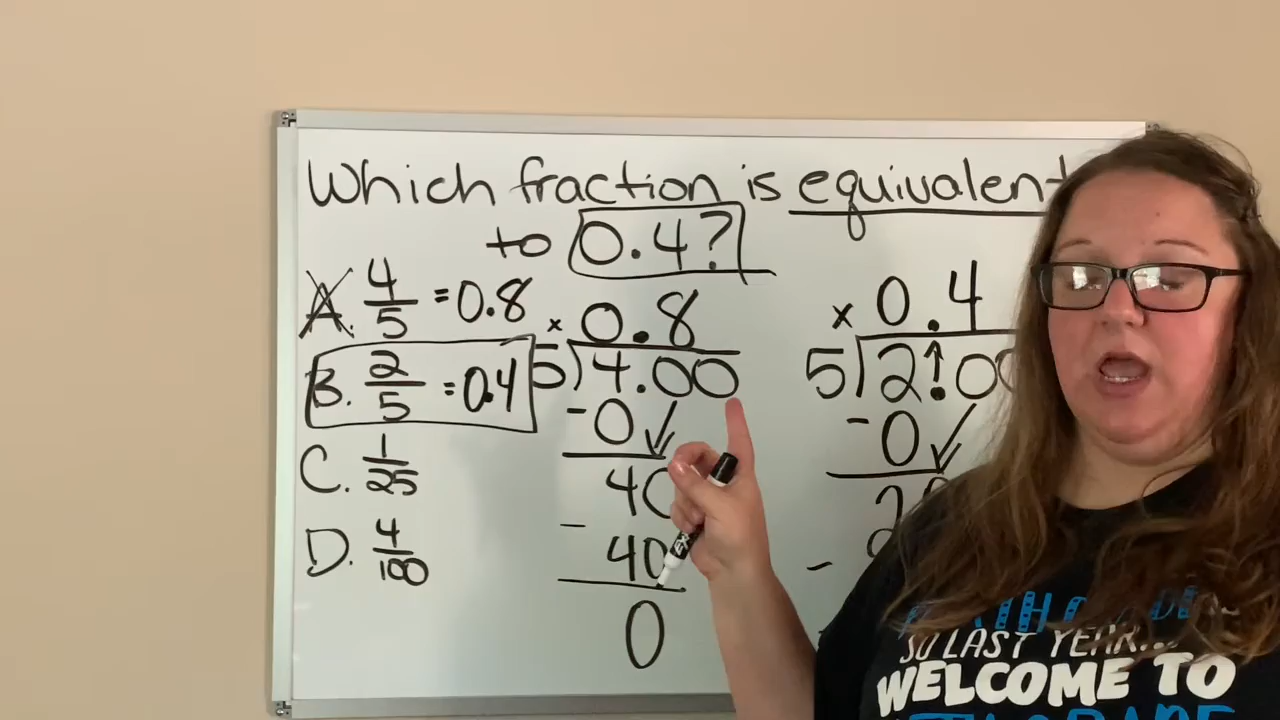 Which fraction is equivalent
to 0.4?
A. 4/5 = 0.8
B. 2/5 = 0.4
C. 1/25
D. 4/100
x 0.8
5)4.00
-0
40
- 40
0
x 0.4
5)2.00
-0
20
-
SO LAST YEAR...
WELCOME TO